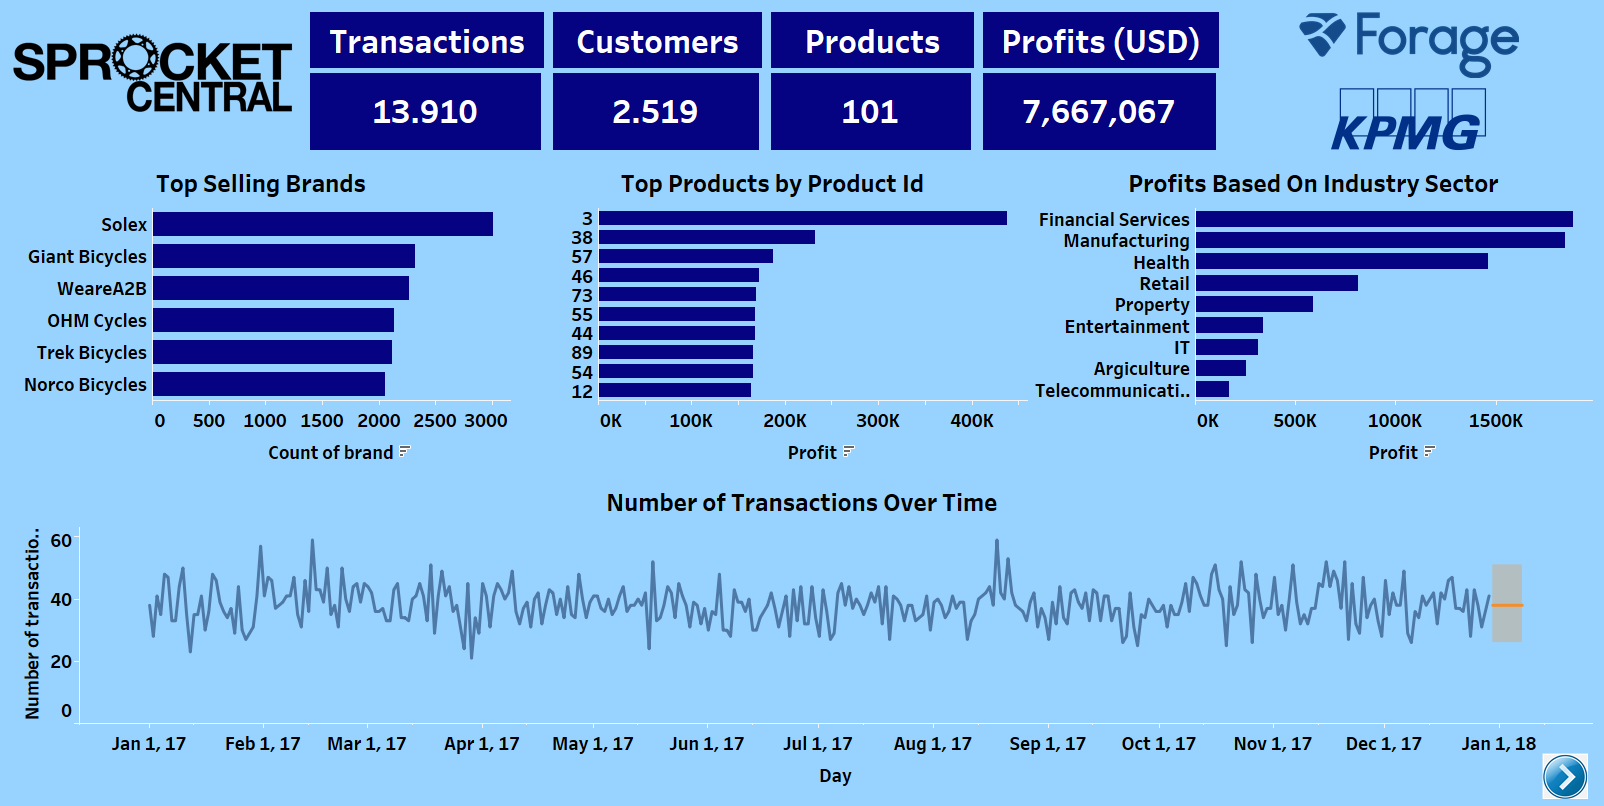 SPROCKET
CENTRAL
Transactions
13.910
Customers
2.519
Products
101
Profits (USD)
7,667,067
Forage
KPMG
Top Selling Brands
Solex
Giant Bicycles
WeareA2B
OHM Cycles
Trek Bicycles
Norco Bicycles
0 500 1000 1500 2000 2500 3000
Count of brand
Top Products by Product Id
3
38
57
46
73
55
44
89
54
12
0K 100K 200K 300K 400K
Profit
Profits Based On Industry Sector
Financial Services
Manufacturing
Health
Retail
Property
Entertainment
IT
Argiculture
Telecommunicati..
0K 500K 1000K 1500K
Profit
Number of Transactions Over Time
Number of transactio..
60
40
20
0
Jan 1, 17 Feb 1, 17 Mar 1, 17 Apr 1, 17 May 1, 17 Jun 1, 17 Jul 1, 17 Aug 1, 17 Sep 1, 17 Oct 1, 17 Nov 1, 17 Dec 1, 17 Jan 1, 18
Day